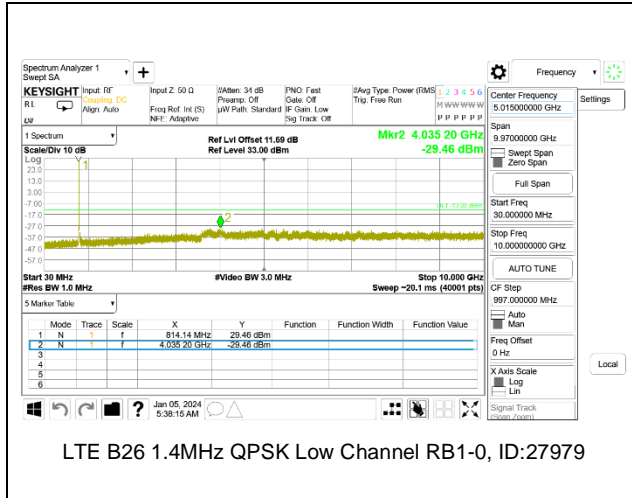 Spectrum Analyzer 1
Swept SA
Frequency
KEYSIGHT
Input: RF
Coupling: DC
Align: Auto
Input Z: 50 Ω
Freq Ref: Int (S)
NFE: Adaptive
#Atten: 34 dB
Preamp: Off
µW Path: Standard
PNO: Fast
Gate: Off
IF Gain: Low
Sig Track: Off
#Avg Type: Power (RMS
Trig: Free Run
1 2 3 4 5 6
M W W W W W
P P P P P P
RL
Settings
Center Frequency
5.015000000 GHz
Span
9.97000000 GHz
Swept Span
Zero Span
Full Span
Start Freq
30.000000 MHz
Stop Freq
10.000000000 GHz
AUTO TUNE
CF Step
997.000000 MHz
Auto
Man
Freq Offset
0 Hz
X Axis Scale
Log
Lin
Signal Track
(Span Zoom)
Local
1 Spectrum
Scale/Div 10 dB
Ref Lvl Offset 11.69 dB
Ref Level 33.00 dBm
Mkr2 4.035 20 GHz
-29.46 dBm
Log
23.0
13.0
3.00
-7.00
-17.0
-27.0
-37.0
-47.0
-57.0
1
2
Start 30 MHz
#Video BW 3.0 MHz
Stop 10.000 GHz
#Res BW 1.0 MHz
Sweep ~20.1 ms (40001 pts)
5 Marker Table
Mode Trace Scale X Y Function Function Width Function Value
1 N 1 f 814.14 MHz 29.46 dBm
2 N 1 f 4.035 20 GHz -29.46 dBm
3
4
5
6
?
Jan 05, 2024
5:38:15 AM
LTE B26 1.4MHz QPSK Low Channel RB1-0, ID:27979